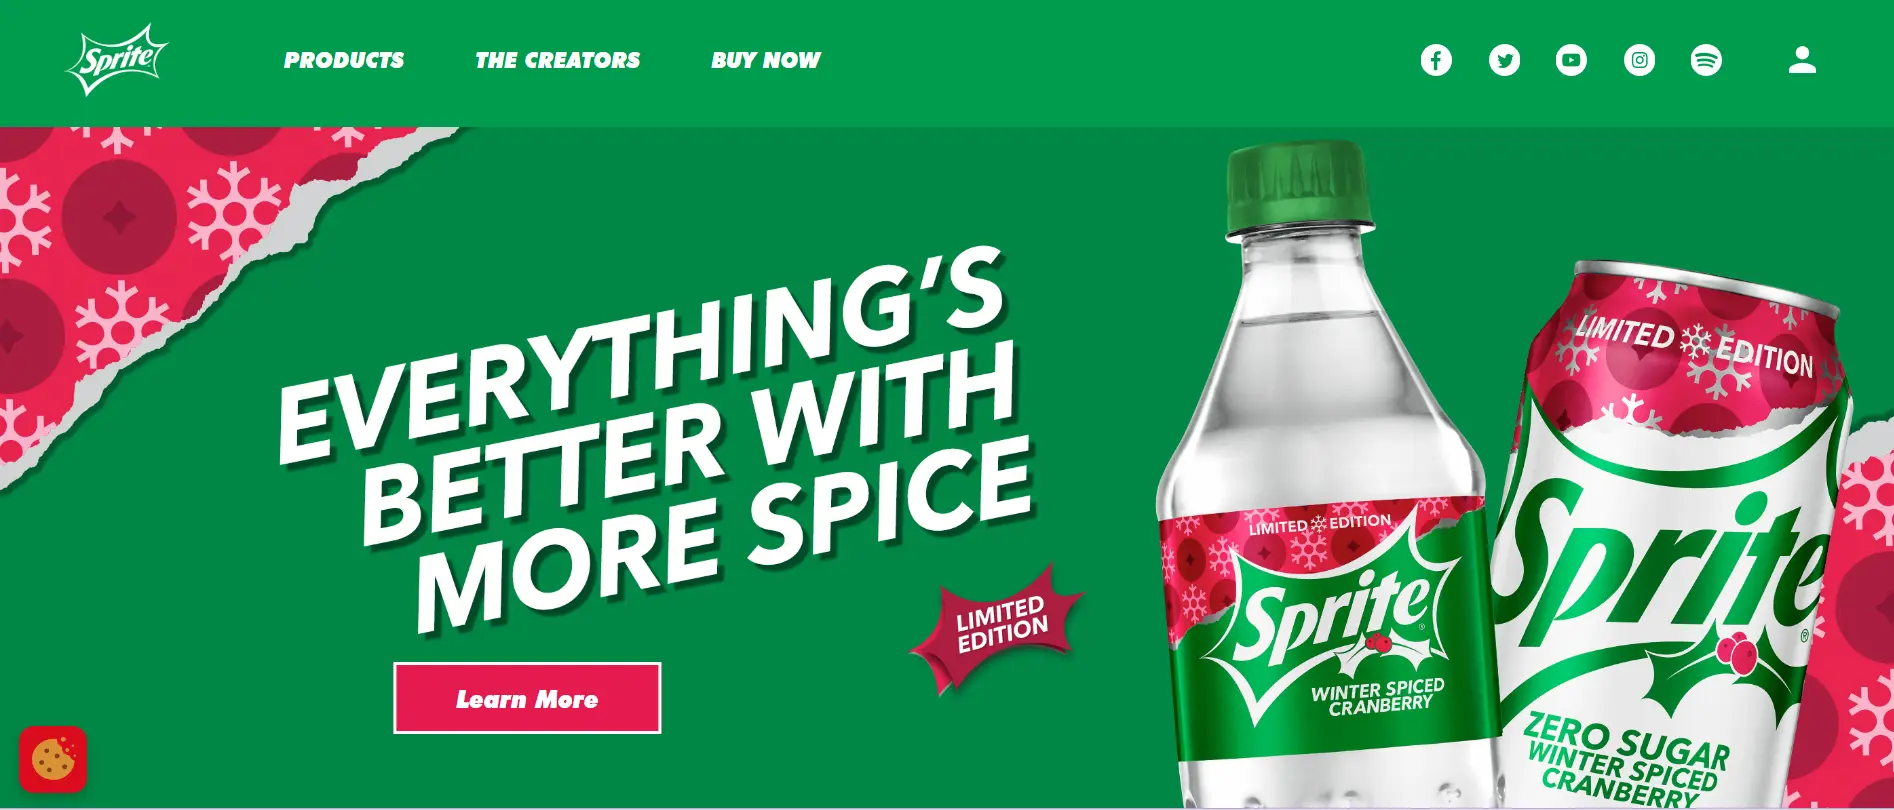 Sprite
PRODUCTS
THE CREATORS
BUY NOW
EVERYTHING'S
BETTER WITH
MORE SPICE
LIMITED
EDITION
Learn More
LIMITED EDITION
Sprite
WINTER SPICED
CRANBERRY
LIMITED EDITION
Sprite
ZERO SUGAR
WINTER SPICED
CRANBERRY